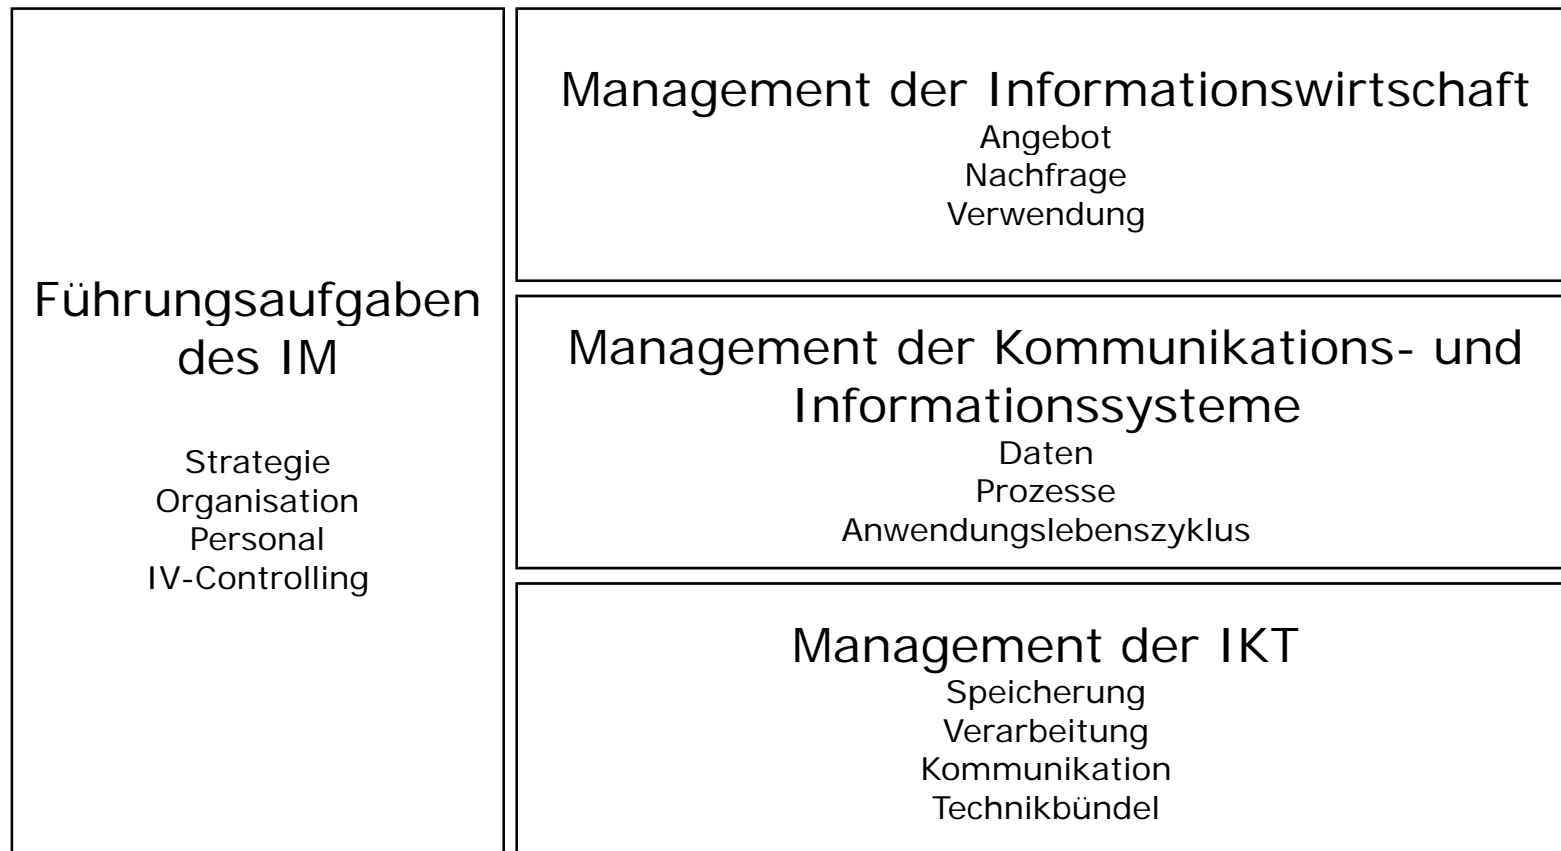 Führungsaufgaben
des IM
Strategie
Organisation
Personal
IV-Controlling
Management der Informationswirtschaft
Angebot
Nachfrage
Verwendung
Management der Kommunikations- und
Informationssysteme
Daten
Prozesse
Anwendungslebenszyklus
Management der IKT
Speicherung
Verarbeitung
Kommunikation
Technikbündel